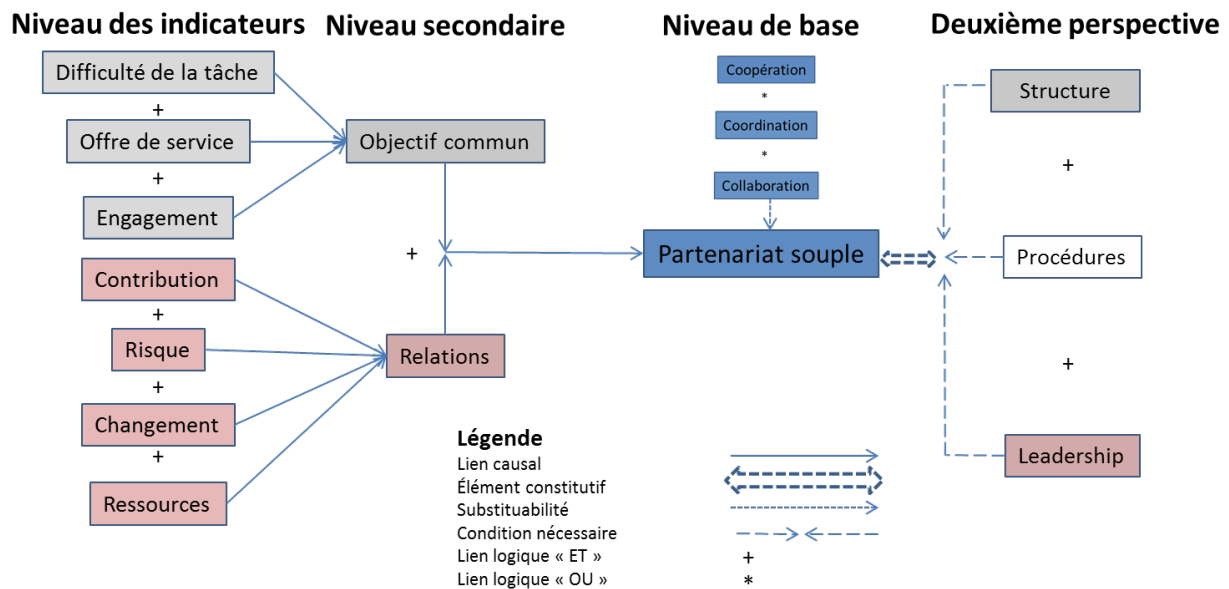 Niveau des indicateurs
Difficulté de la tâche
+
Offre de service
+
Engagement
Contribution
+
Risque
+
Changement
+
Ressources
Niveau secondaire
Objectif commun
+
Relations
Niveau de base
Coopération
*
Coordination
*
Collaboration
Partenariat souple
Deuxième perspective
Structure
+
Procédures
+
Leadership
Légende
Lien causal
Élément constitutif
Substituabilité
Condition nécessaire
Lien logique « ET » +
Lien logique « OU » *